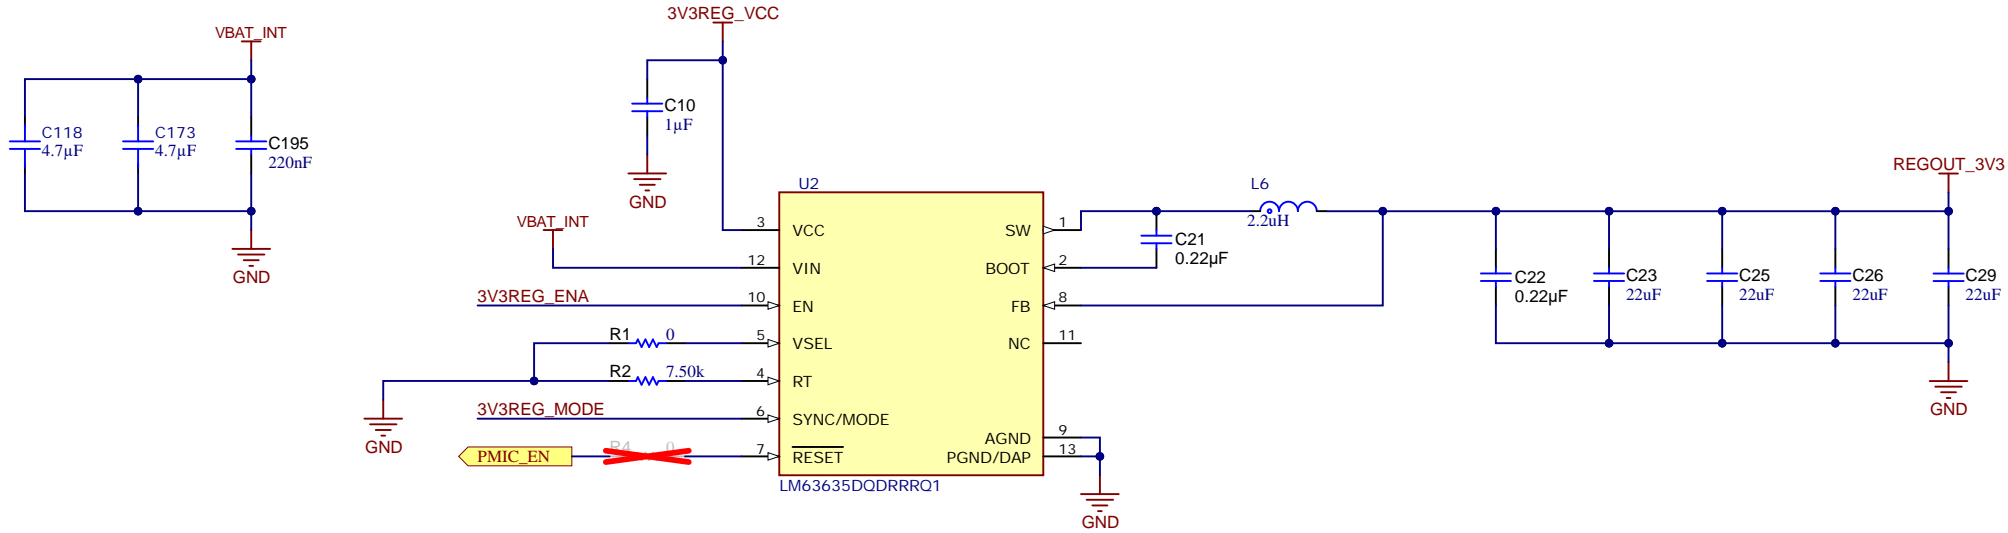 VBAT_INT
C118
4.7µF
C173
4.7µF
C195
220nF
GND
3V3REG_VCC
C10
1µF
GND
VBAT_INT
3V3REG_ENA
R1 0
R2 7.50k
GND
3V3REG_MODE
PMIC_EN
R4 0
U2
3 VCC
12 VIN
10 EN
5 VSEL
4 RT
6 SYNC/MODE
7 RESET
SW 1
BOOT 2
FB 8
NC 11
AGND 9
PGND/DAP 13
LM63635DQDRRRQ1
GND
C21
0.22µF
L6
2.2uH
REGOUT_3V3
C22
0.22µF
C23
22uF
C25
22uF
C26
22uF
C29
22uF
GND